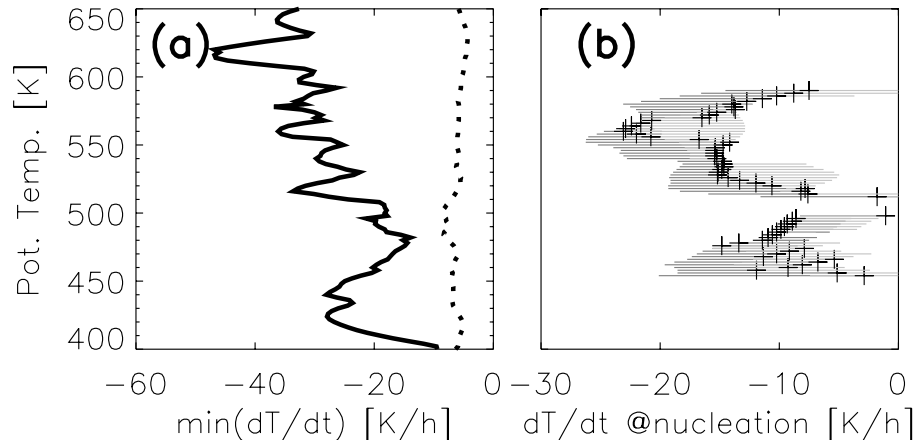 Pot. Temp. [K]
650
600
550
500
450
400
(a)
−60
−40
−20
0
min(dT/dt) [K/h]
(b)
−30
−20
−10
0
dT/dt @nucleation [K/h]